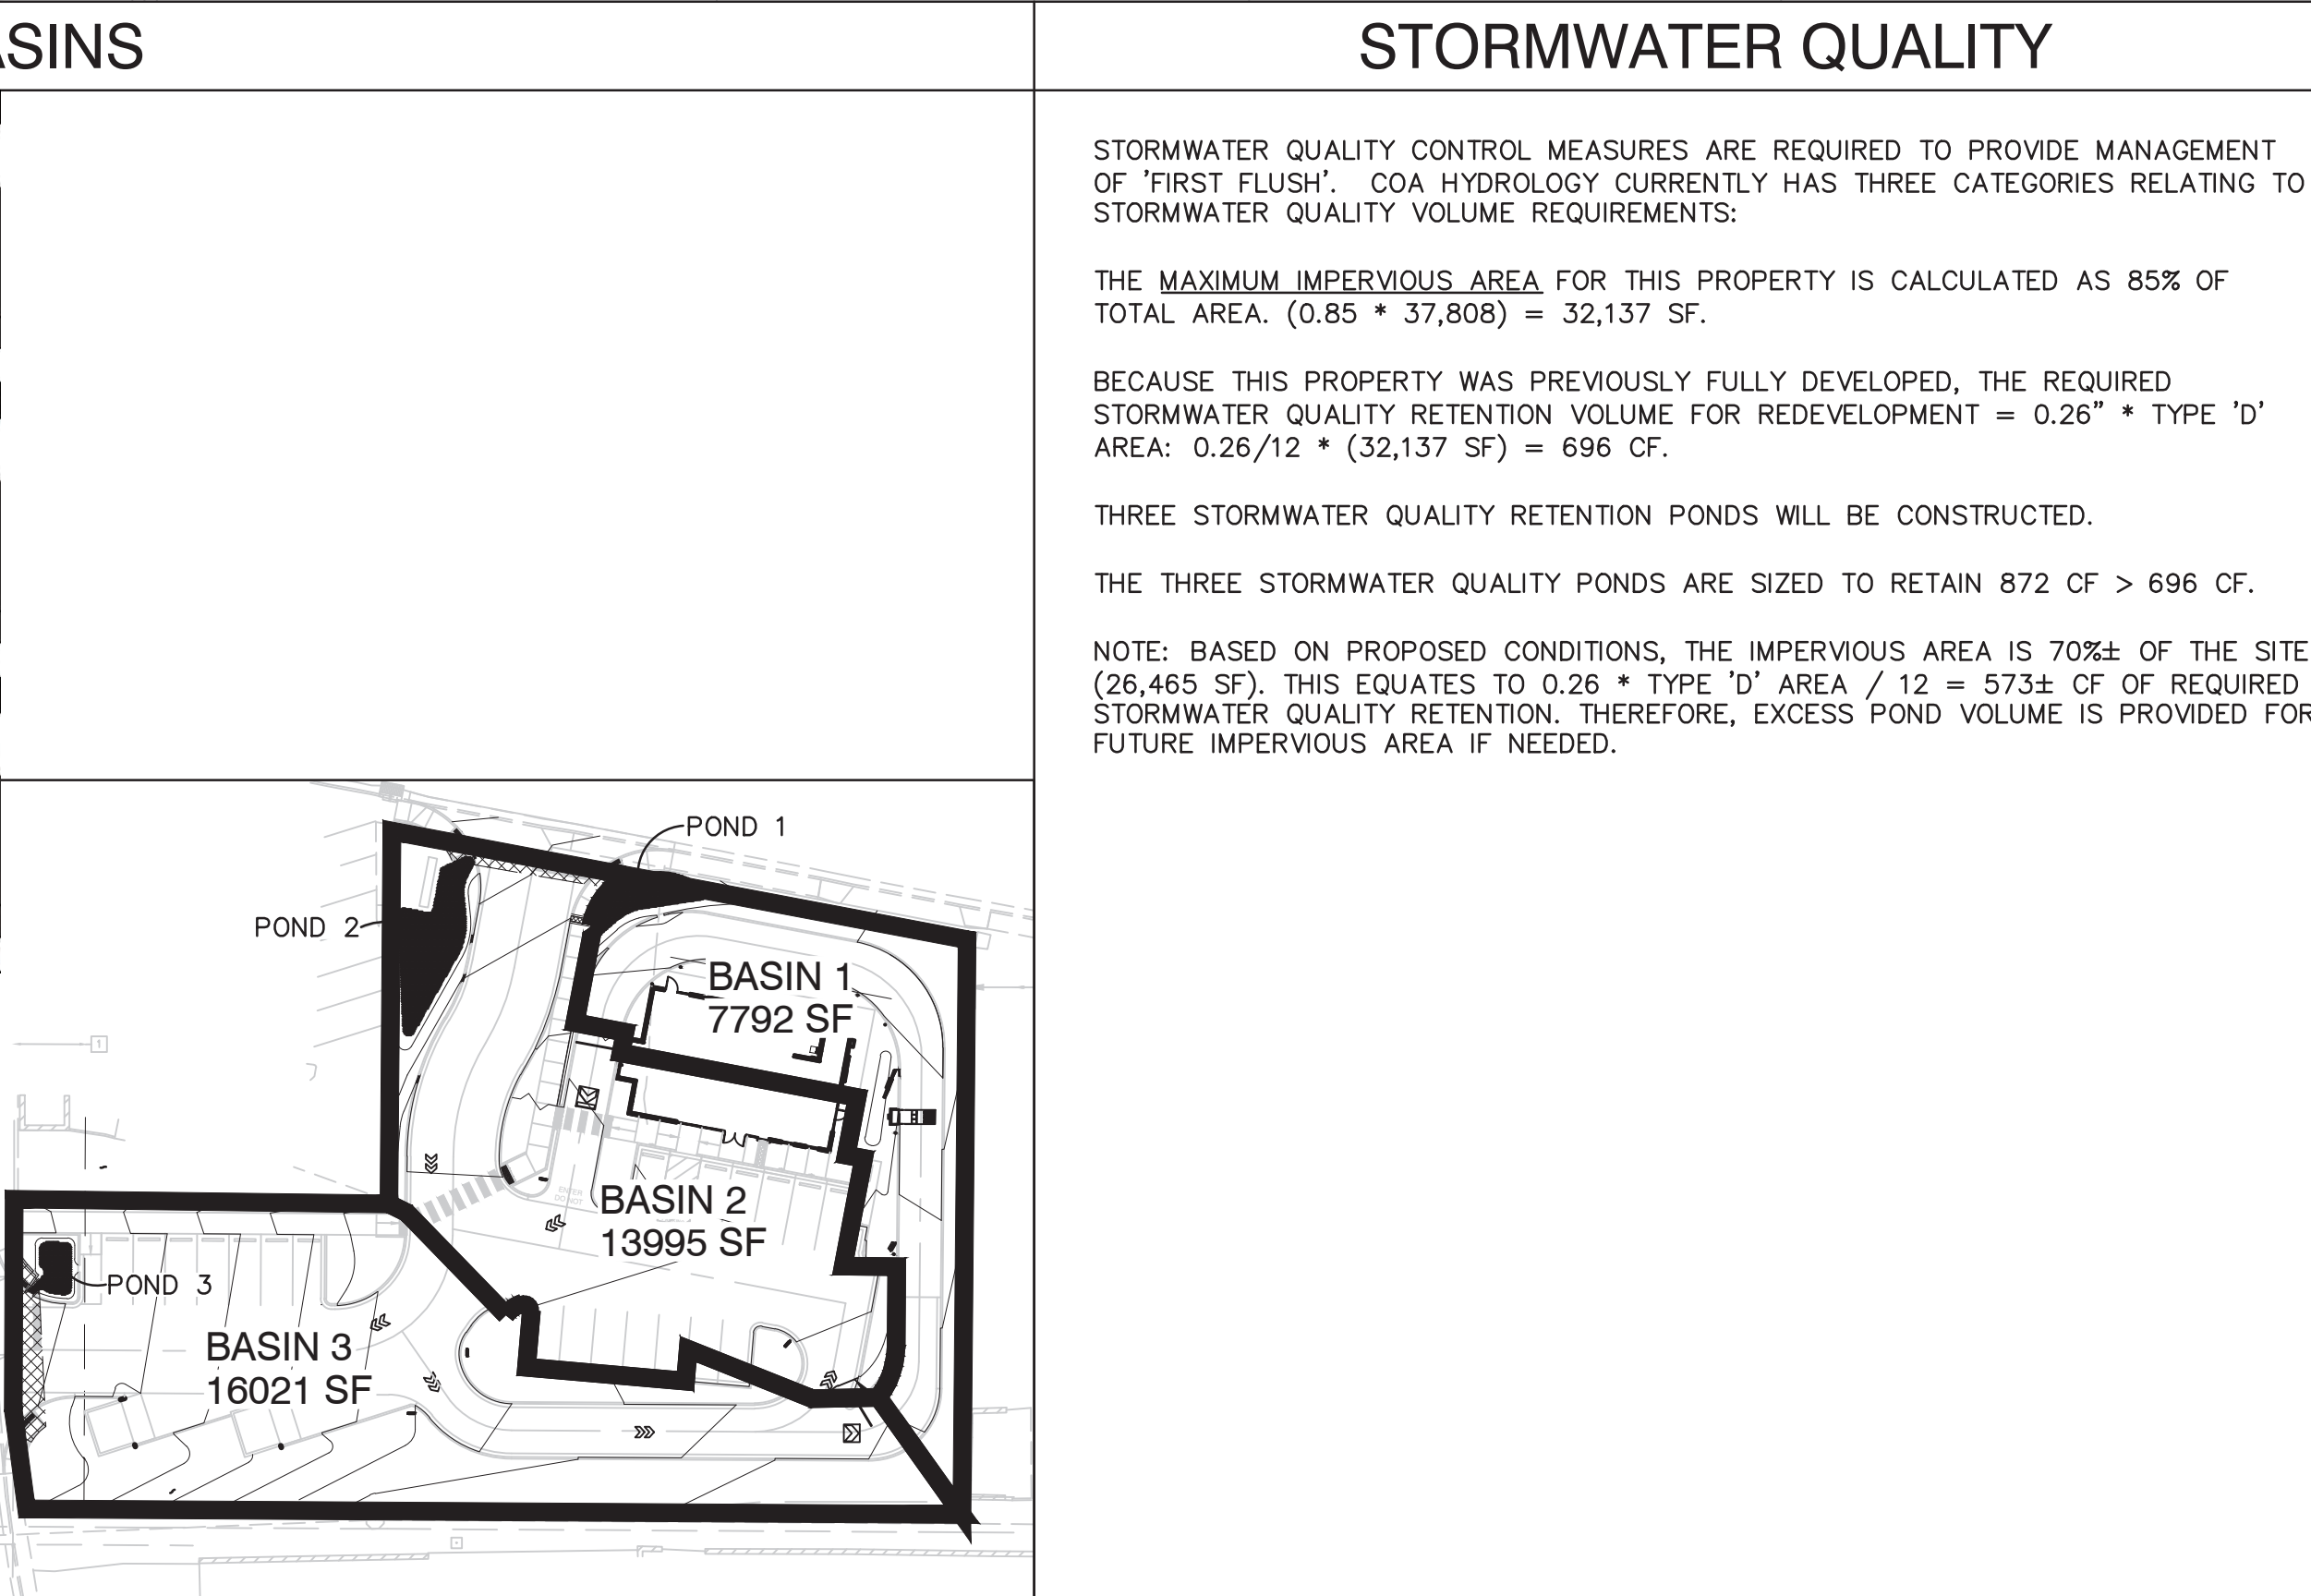 SINS
STORMWATER QUALITY
STORMWATER QUALITY CONTROL MEASURES ARE REQUIRED TO PROVIDE MANAGEMENT
OF 'FIRST FLUSH'. COA HYDROLOGY CURRENTLY HAS THREE CATEGORIES RELATING TO
STORMWATER QUALITY VOLUME REQUIREMENTS:
THE MAXIMUM IMPERVIOUS AREA FOR THIS PROPERTY IS CALCULATED AS 85% OF
TOTAL AREA. (0.85 * 37,808) = 32,137 SF.
BECAUSE THIS PROPERTY WAS PREVIOUSLY FULLY DEVELOPED, THE REQUIRED
STORMWATER QUALITY RETENTION VOLUME FOR REDEVELOPMENT = 0.26" * TYPE 'D'
AREA: 0.26/12 * (32,137 SF) = 696 CF.
THREE STORMWATER QUALITY RETENTION PONDS WILL BE CONSTRUCTED.
THE THREE STORMWATER QUALITY PONDS ARE SIZED TO RETAIN 872 CF > 696 CF.
NOTE: BASED ON PROPOSED CONDITIONS, THE IMPERVIOUS AREA IS 70%± OF THE SITE
(26,465 SF). THIS EQUATES TO 0.26 * TYPE 'D' AREA / 12 = 573± CF OF REQUIRED
STORMWATER QUALITY RETENTION. THEREFORE, EXCESS POND VOLUME IS PROVIDED FOR
FUTURE IMPERVIOUS AREA IF NEEDED.
POND 1
POND 2
BASIN 1
7792 SF
1
ENTER
DO NOT
BASIN 2
13995 SF
POND 3
BASIN 3
16021 SF